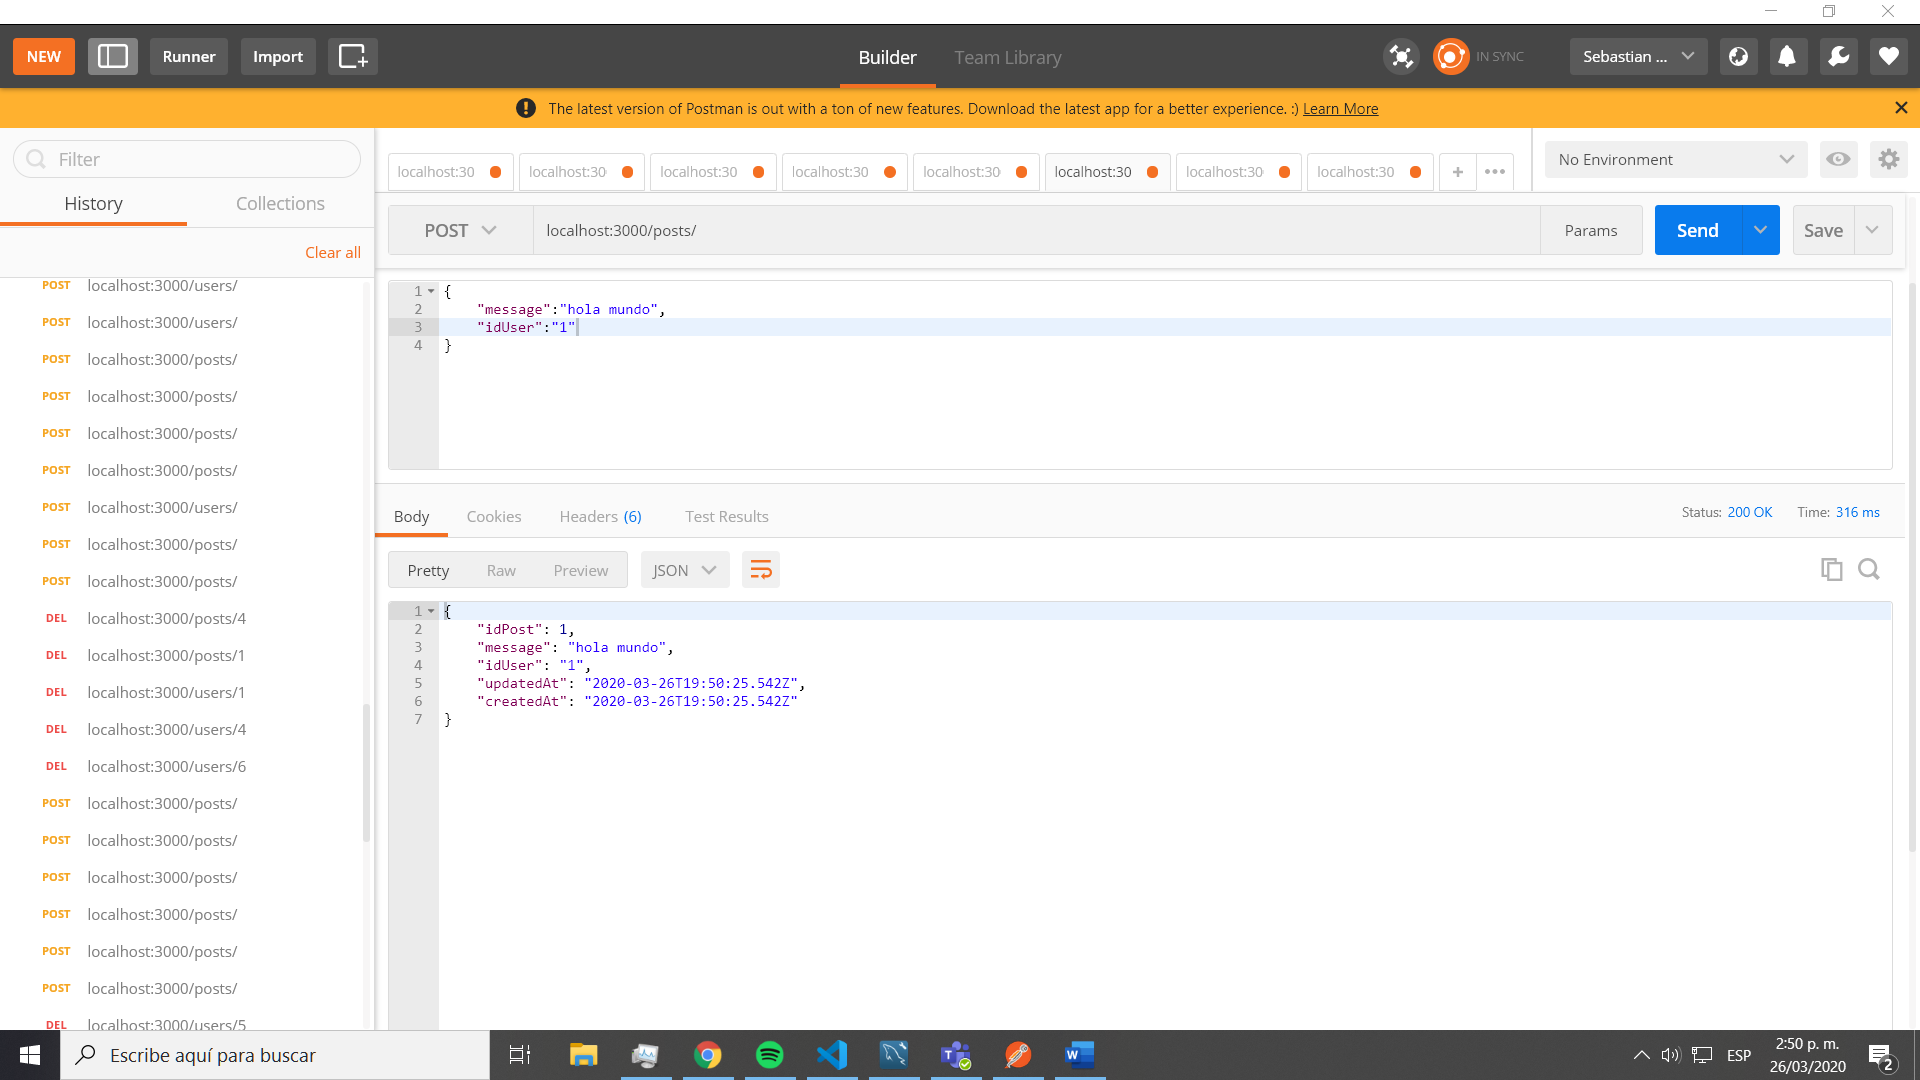 NEW
Runner
Import
Builder
Team Library
IN SYNC
Sebastian ...
The latest version of Postman is out with a ton of new features. Download the latest app for a better experience. :) Learn More
Filter
History
Collections
Clear all
POST localhost:3000/users/
POST localhost:3000/users/
POST localhost:3000/posts/
POST localhost:3000/posts/
POST localhost:3000/posts/
POST localhost:3000/posts/
POST localhost:3000/users/
POST localhost:3000/posts/
POST localhost:3000/posts/
DEL localhost:3000/posts/4
DEL localhost:3000/posts/1
DEL localhost:3000/users/1
DEL localhost:3000/users/4
DEL localhost:3000/users/6
POST localhost:3000/posts/
POST localhost:3000/posts/
POST localhost:3000/posts/
POST localhost:3000/posts/
POST localhost:3000/posts/
POST localhost:3000/posts/
DEL localhost:3000/users/5
localhost:30
localhost:30
localhost:30
localhost:30
localhost:30
localhost:30
localhost:30
localhost:30
No Environment
POST
localhost:3000/posts/
Params
Send
Save
1 {
2 "message":"hola mundo",
3 "idUser":"1"
4 }
Body
Cookies
Headers (6)
Test Results
Status: 200 OK
Time: 316 ms
Pretty
Raw
Preview
JSON
1 {
2 "idPost": 1,
3 "message": "hola mundo",
4 "idUser": "1",
5 "updatedAt": "2020-03-26T19:50:25.542Z",
6 "createdAt": "2020-03-26T19:50:25.542Z"
7 }
Escribe aquí para buscar
ESP
2:50 p. m.
26/03/2020
2